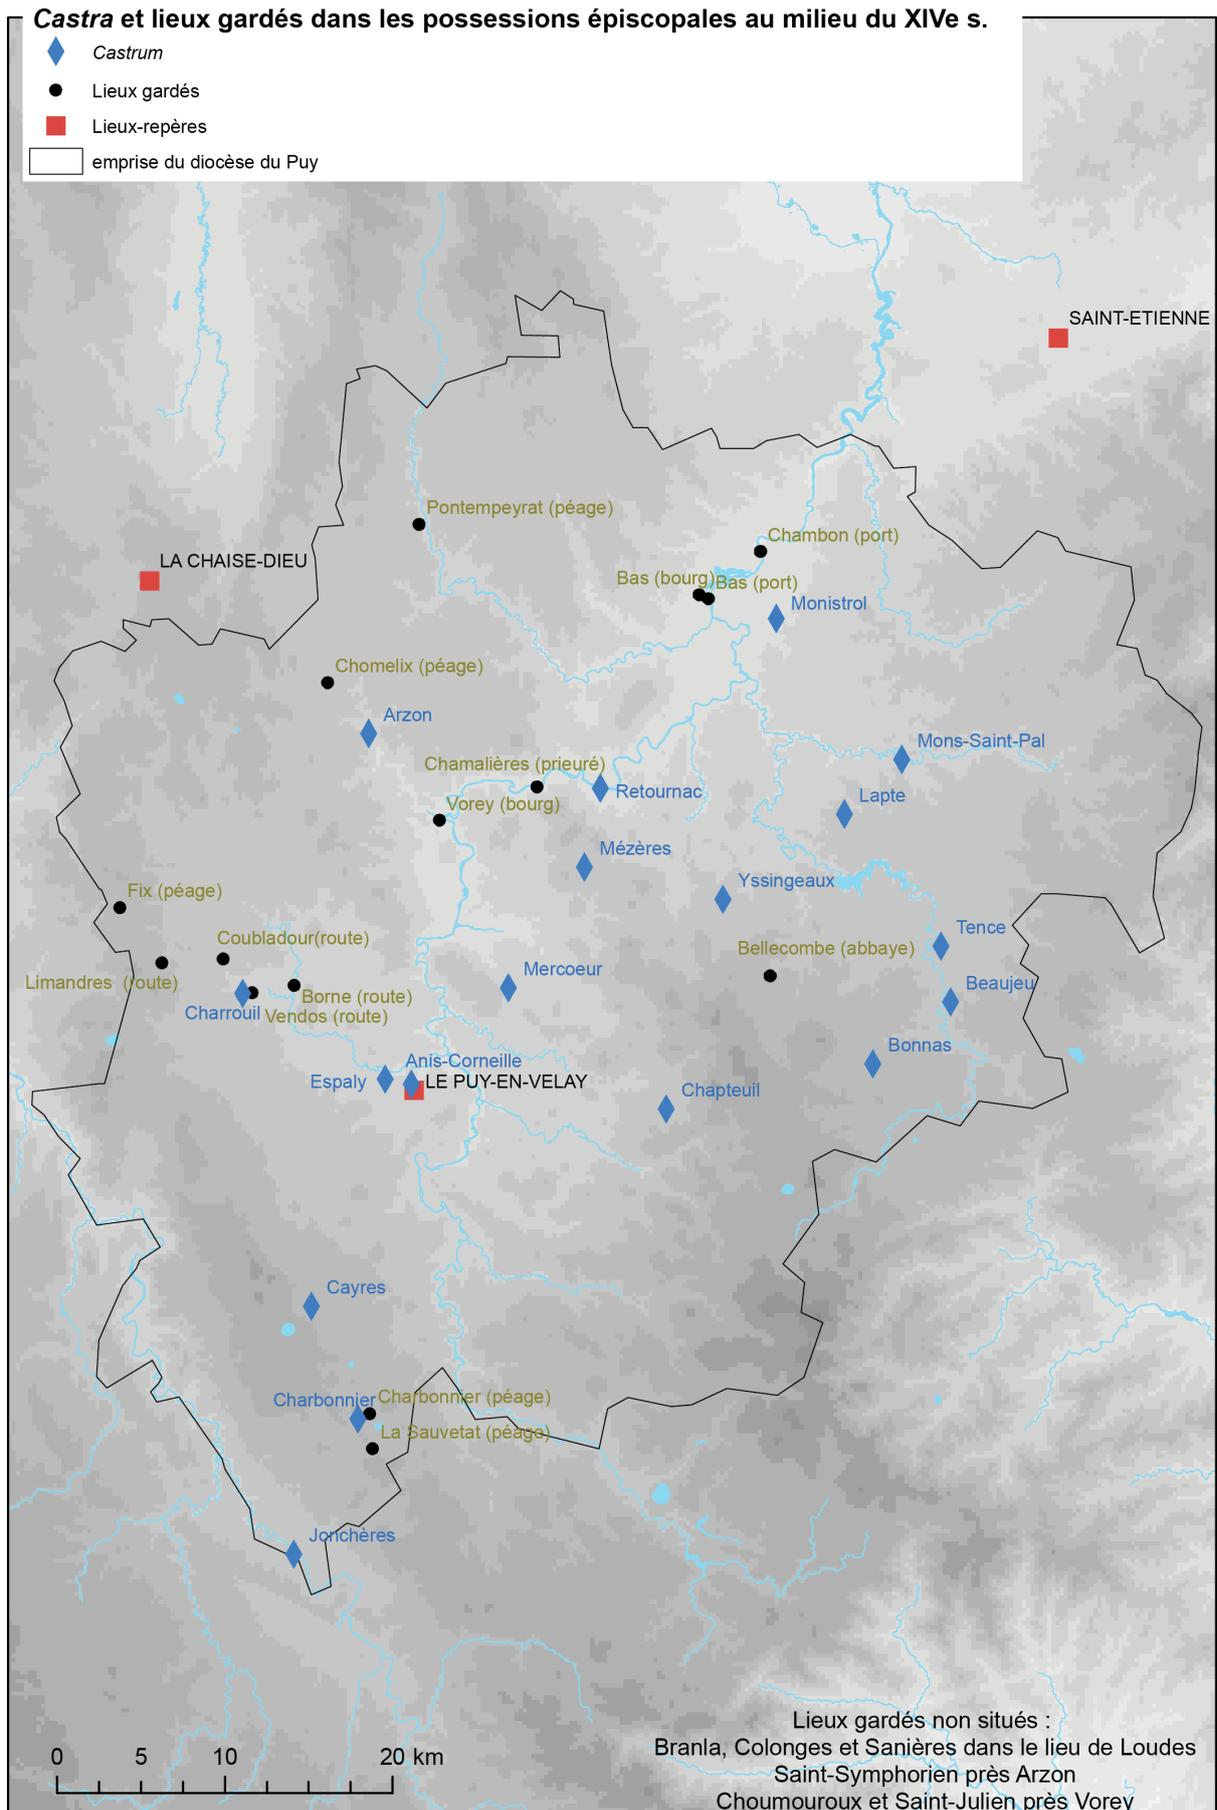 Castra et lieux gardés dans les possessions épiscopales au milieu du XIVe s.
Castrum
Lieux gardés
Lieux-repères
emprise du diocèse du Puy
SAINT-ETIENNE
Pontempeyrat (péage)
Chambon (port)
LA CHAISE-DIEU
Bas (bourg)
Bas (port)
Monistrol
Chomelix (péage)
Arzon
Mons-Saint-Pal
Chamalières (prieuré)
Retournac
Lapte
Vorey (bourg)
Mézères
Yssingeaux
Fix (péage)
Tence
Coubladour(route)
Bellecombe (abbaye)
Mercoeur
Limandres (route)
Beaujeu
Borne (route)
Charrouil
Vendos (route)
Bonnas
Anis-Corneille
Espaly
LE PUY-EN-VELAY
Chapteuil
Cayres
Charbonnier
Charbonnier (péage)
La Sauvetat (péage)
Jonchères
Lieux gardés non situés :
Branla, Colonges et Sanières dans le lieu de Loudes
Saint-Symphorien près Arzon
Choumouroux et Saint-Julien près Vorey
0 5 10 20 km